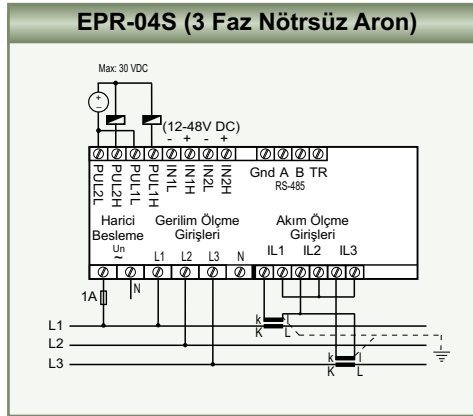 EPR-04S (3 Faz Nötrsüz Aron)
Max: 30 VDC
+
-
(12-48V DC)
- + - +
PUL2L PUL2H PUL1L PUL1H IN1L IN1H IN2L IN2H Gnd A B TR
RS-485
Harici Besleme
Gerilim Ölçme Girişleri
Akım Ölçme Girişleri
Un
~ L1 L2 L3 N IL1 IL2 IL3
1A N
L1
k l
K L
L2
L3
k l
K L